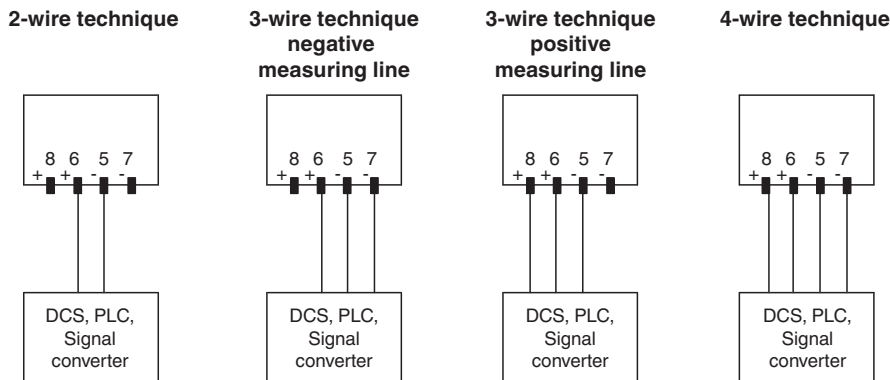 2-wire technique
3-wire technique
negative
measuring line
3-wire technique
positive
measuring line
4-wire technique
8 6 5 7
+ + - -
8 6 5 7
+ + -
8 6 5 7
+ + - -
8 6 5 7
+ + - -
DCS, PLC,
Signal
converter
DCS, PLC,
Signal
converter
DCS, PLC,
Signal
converter
DCS, PLC,
Signal
converter